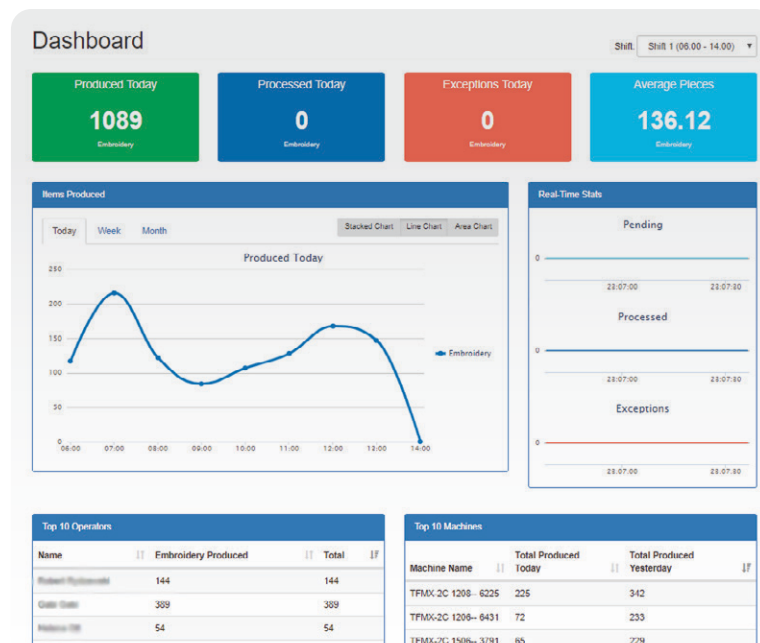 Dashboard
Shift: Shift 1 (06.00 - 14.00)
Produced Today
1089
Embroidery
Processed Today
0
Embroidery
Exceptions Today
0
Embroidery
Average Pieces
136.12
Embroidery
Items Produced
Today Week Month
Stacked Chart Line Chart Area Chart
Produced Today
250
200
150
100
50
0
06:00 07:00 08:00 09:00 10:00 11:00 12:00 13:00 14:00
Embroidery
Real-Time Stats
Pending
0
23:07:00 23:07:30
Processed
0
23:07:00 23:07:30
Exceptions
0
23:07:00 23:07:30
Top 10 Operators
Name Embroidery Produced Total
144 144
389 389
54 54
Top 10 Machines
Machine Name Total Produced Today Total Produced Yesterday
TFMX-2C 1208-- 6225 225 342
TFMX-2C 1206-- 6431 72 233
TFMX-2C 1506-- 3791 65 229